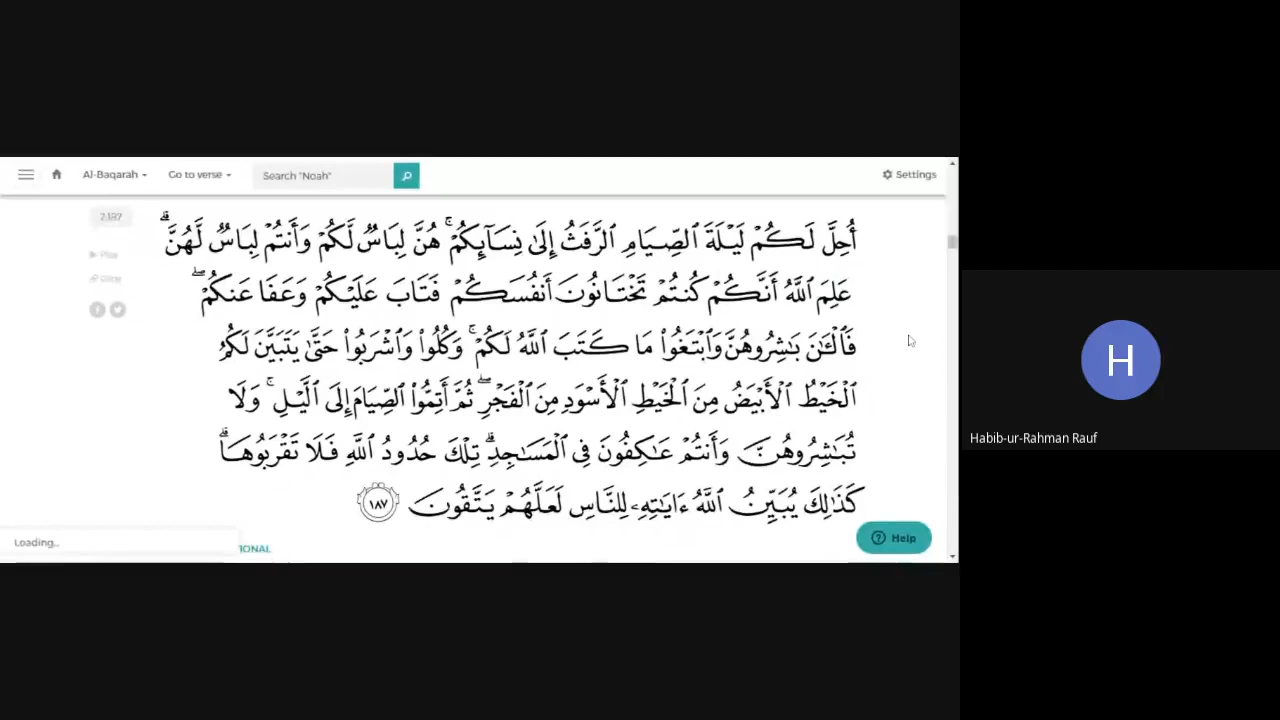 Al-Baqarah
Go to verse
Search "Noah"
Settings
2:187
أُحِلَّ لَكُمْ لَيْلَةَ ٱلصِّيَامِ ٱلرَّفَثُ إِلَىٰ نِسَآئِكُمْ ۚ هُنَّ لِبَاسٌ لَّكُمْ وَأَنتُمْ لِبَاسٌ لَّهُنَّ ۗ
Play
عَلِمَ ٱللَّهُ أَنَّكُمْ كُنتُمْ تَخْتَانُونَ أَنفُسَكُمْ فَتَابَ عَلَيْكُمْ وَعَفَا عَنكُمْ ۖ
فَٱلْـَٔـٰنَ بَـٰشِرُوهُنَّ وَٱبْتَغُوا۟ مَا كَتَبَ ٱللَّهُ لَكُمْ ۚ وَكُلُوا۟ وَٱشْرَبُوا۟ حَتَّىٰ يَتَبَيَّنَ لَكُمُ
ٱلْخَيْطُ ٱلْأَبْيَضُ مِنَ ٱلْخَيْطِ ٱلْأَسْوَدِ مِنَ ٱلْفَجْرِ ۖ ثُمَّ أَتِمُّوا۟ ٱلصِّيَامَ إِلَى ٱلَّيْلِ ۚ وَلَا
تُبَـٰشِرُوهُنَّ وَأَنتُمْ عَـٰكِفُونَ فِى ٱلْمَسَـٰجِدِ ۗ تِلْكَ حُدُودُ ٱللَّهِ فَلَا تَقْرَبُوهَا ۗ
كَذَٰلِكَ يُبَيِّنُ ٱللَّهُ ءَايَـٰتِهِۦ لِلنَّاسِ لَعَلَّهُمْ يَتَّقُونَ ١٨٧
Help
Loading..
IONAL
H
Habib-ur-Rahman Rauf